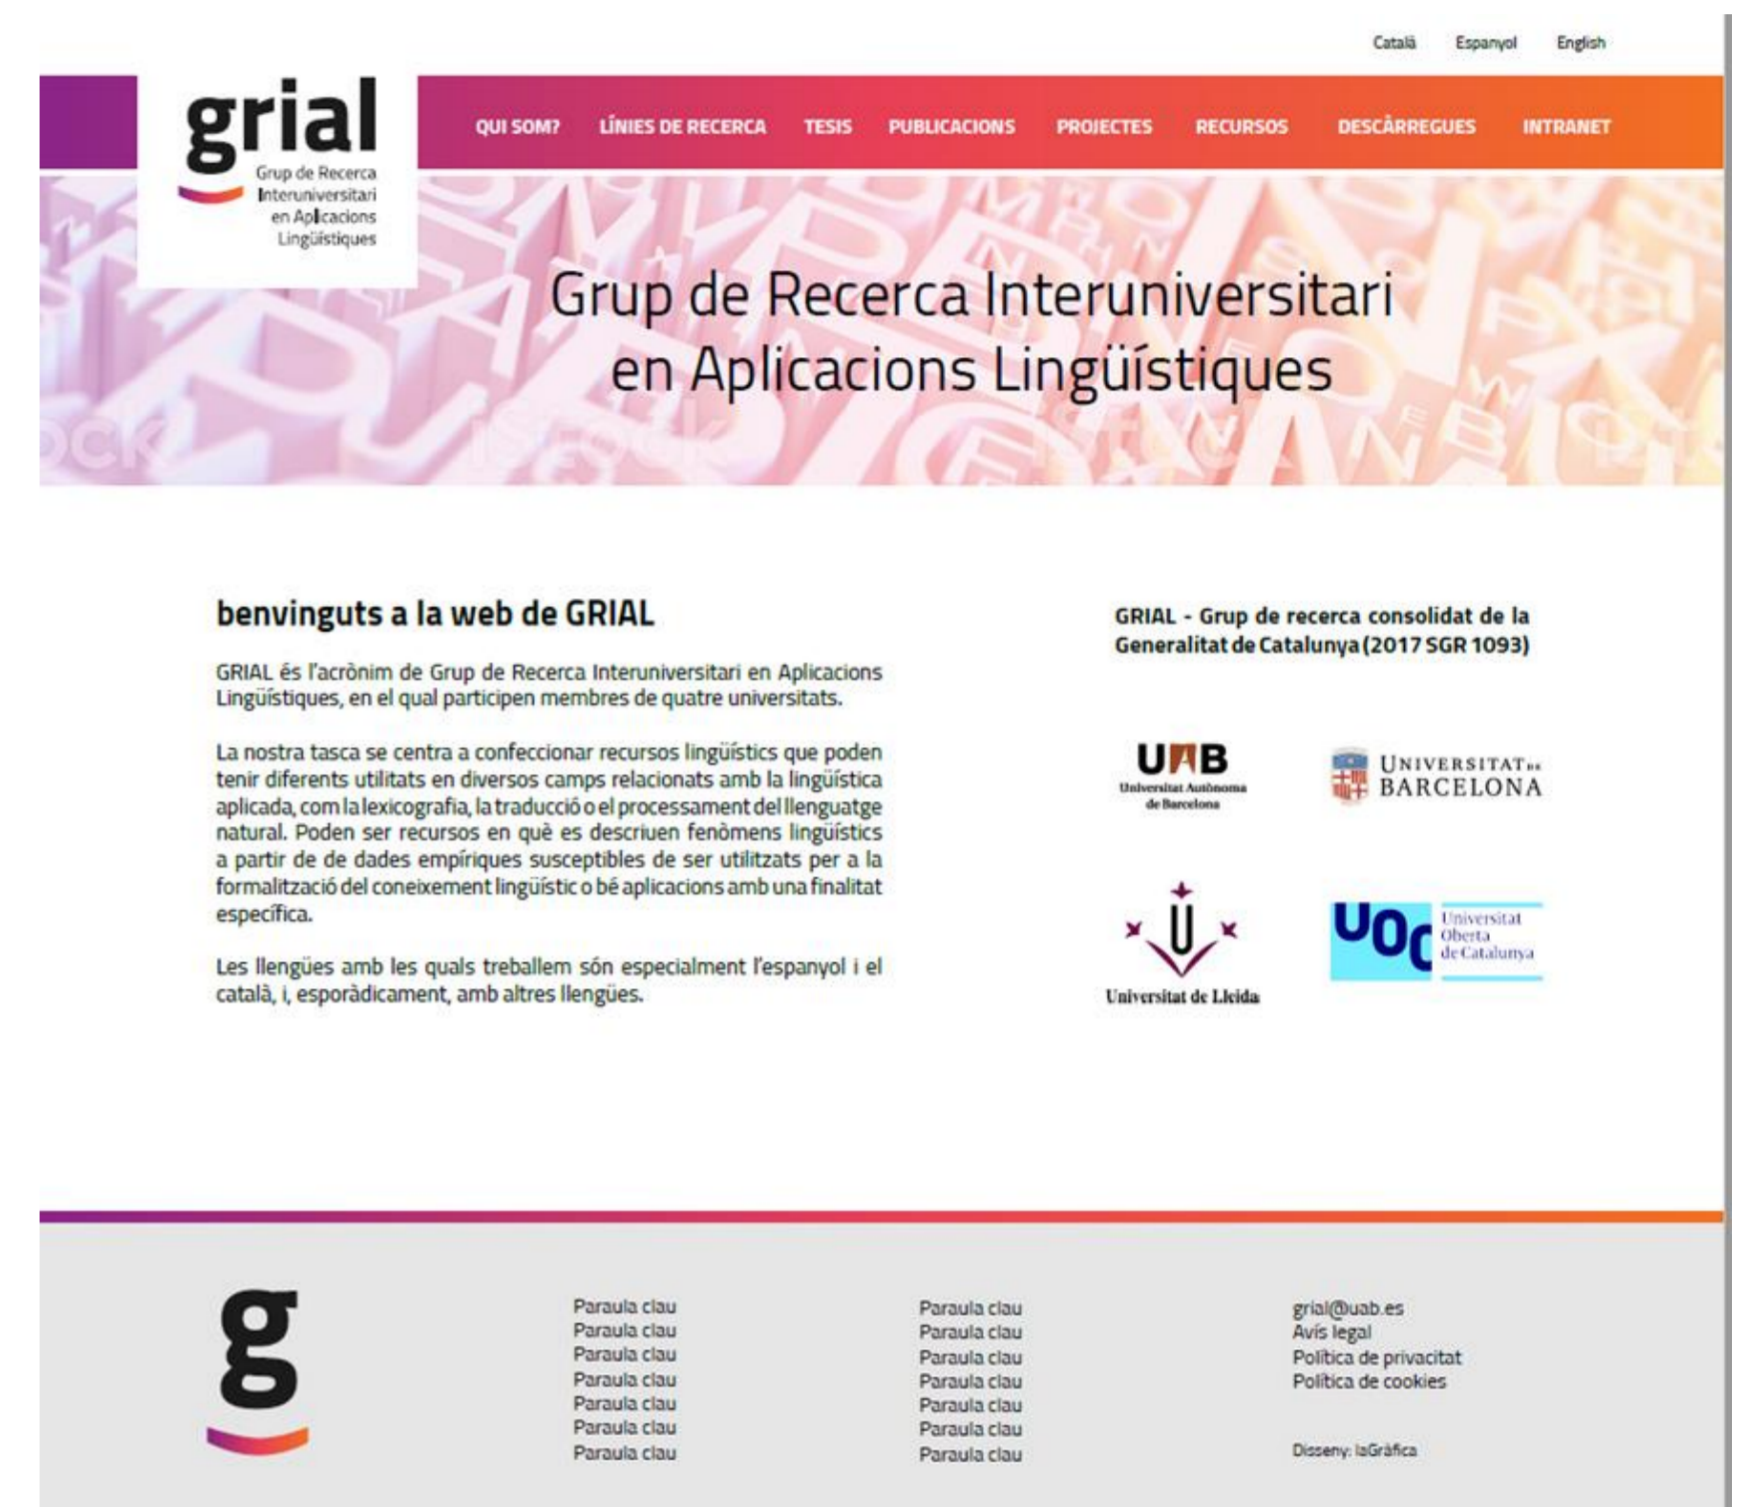 Català Espanyol English
grial
Grup de Recerca
Interuniversitari
en Aplicacions
Lingüístiques
QUI SOM? LÍNIES DE RECERCA TESIS PUBLICACIONS PROJECTES RECURSOS DESCÀRREGUES INTRANET
Grup de Recerca Interuniversitari
en Aplicacions Lingüístiques
ock iStock iStock iSt
benvinguts a la web de GRIAL
GRIAL és l'acrònim de Grup de Recerca Interuniversitari en Aplicacions
Lingüístiques, en el qual participen membres de quatre universitats.
La nostra tasca se centra a confeccionar recursos lingüístics que poden
tenir diferents utilitats en diversos camps relacionats amb la lingüística
aplicada, com la lexicografia, la traducció o el processament del llenguatge
natural. Poden ser recursos en què es descriuen fenòmens lingüístics
a partir de de dades empíriques susceptibles de ser utilitzats per a la
formalització del coneixement lingüístic o bé aplicacions amb una finalitat
específica.
Les llengües amb les quals treballem són especialment l'espanyol i el
català, i, esporàdicament, amb altres llengües.
GRIAL - Grup de recerca consolidat de la
Generalitat de Catalunya (2017 SGR 1093)
UAB
Universitat Autònoma
de Barcelona
UNIVERSITAT DE
BARCELONA
U
Universitat de Lleida
UOC
Universitat
Oberta
de Catalunya
g
Paraula clau
Paraula clau
Paraula clau
Paraula clau
Paraula clau
Paraula clau
Paraula clau
Paraula clau
Paraula clau
Paraula clau
Paraula clau
Paraula clau
Paraula clau
Paraula clau
grial@uab.es
Avís legal
Política de privacitat
Política de cookies
Disseny: laGràfica